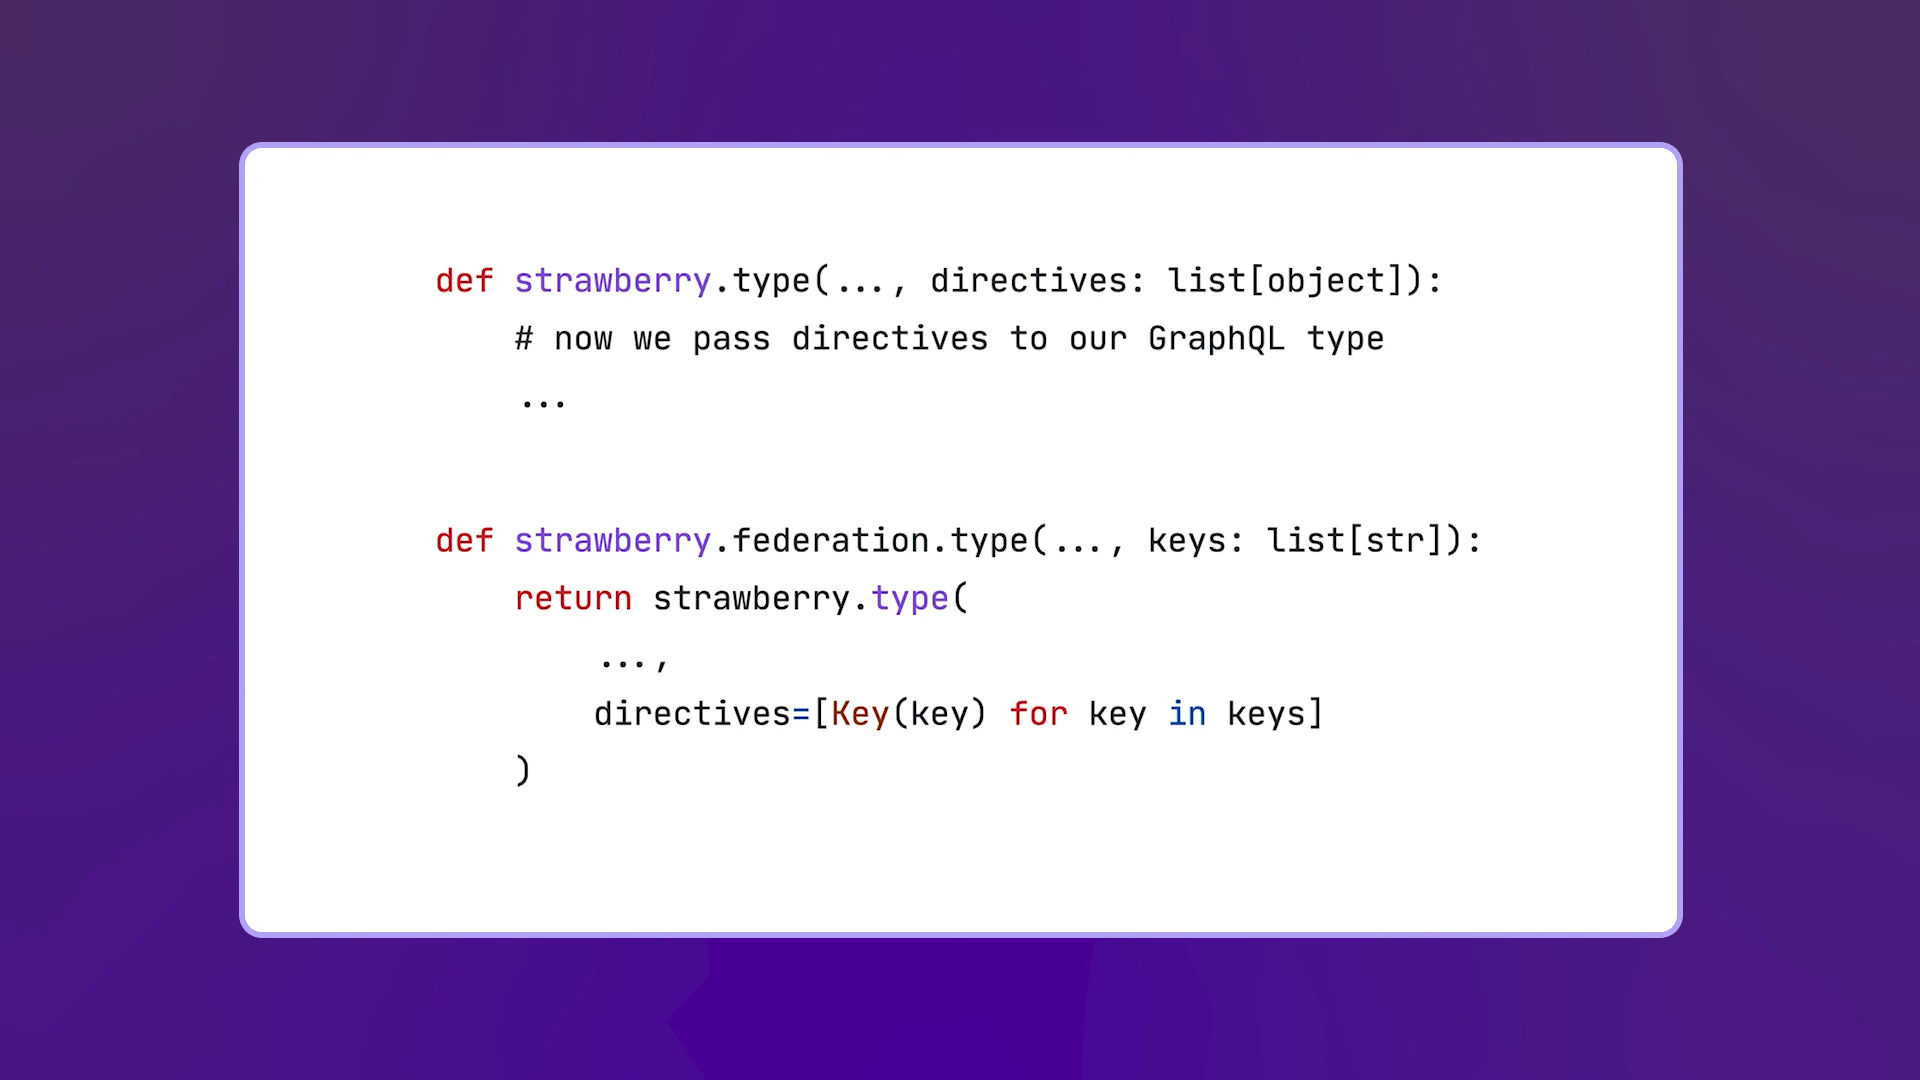 def strawberry.type(..., directives: list[object]):
    # now we pass directives to our GraphQL type
    ...
def strawberry.federation.type(..., keys: list[str]):
    return strawberry.type(
        ...,
        directives=[Key(key) for key in keys]
    )